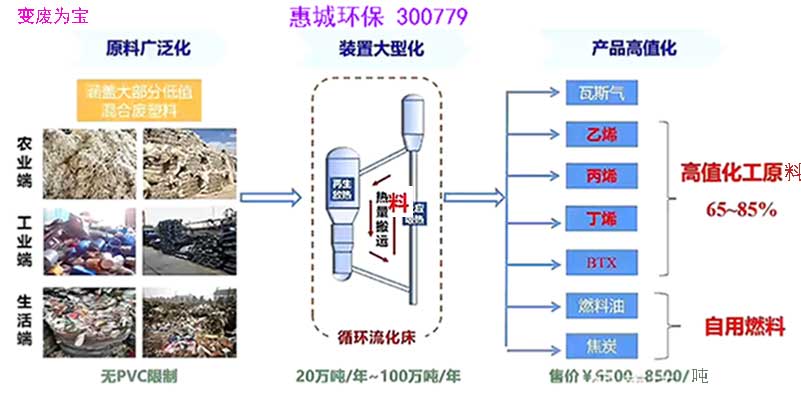 变废为宝
惠城环保 300779
原料广泛化
装置大型化
产品高值化
涵盖大部分低值
混合废塑料
农业端
工业端
生活端
再生
热量搬运
料
循环流化床
瓦斯气
乙烯
丙烯
丁烯
BTX
燃料油
焦炭
高值化工原料
65~85%
自用燃料
无PVC限制
20万吨/年~100万吨/年
售价¥6500~8500/吨